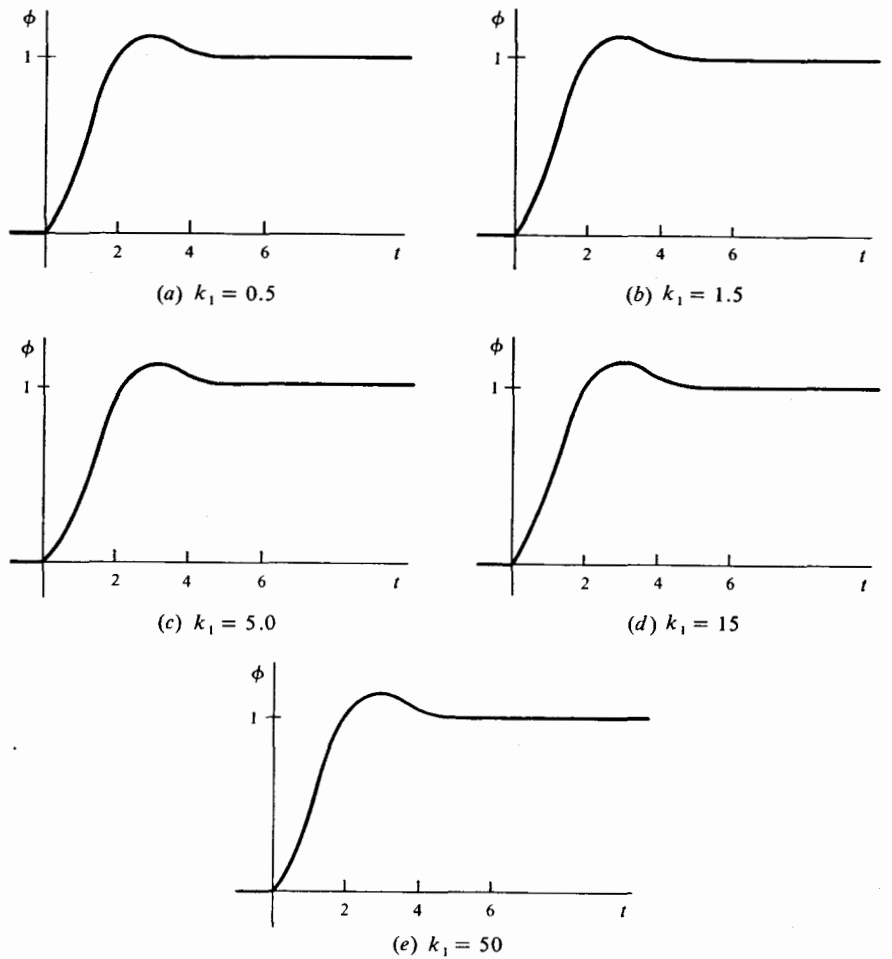 ϕ ϕ
1 1
2 4 6 t 2 4 6 t
(a) k₁ = 0.5 (b) k₁ = 1.5
ϕ ϕ
1 1
2 4 6 t 2 4 6 t
(c) k₁ = 5.0 (d) k₁ = 15
ϕ
1
2 4 6 t
(e) k₁ = 50